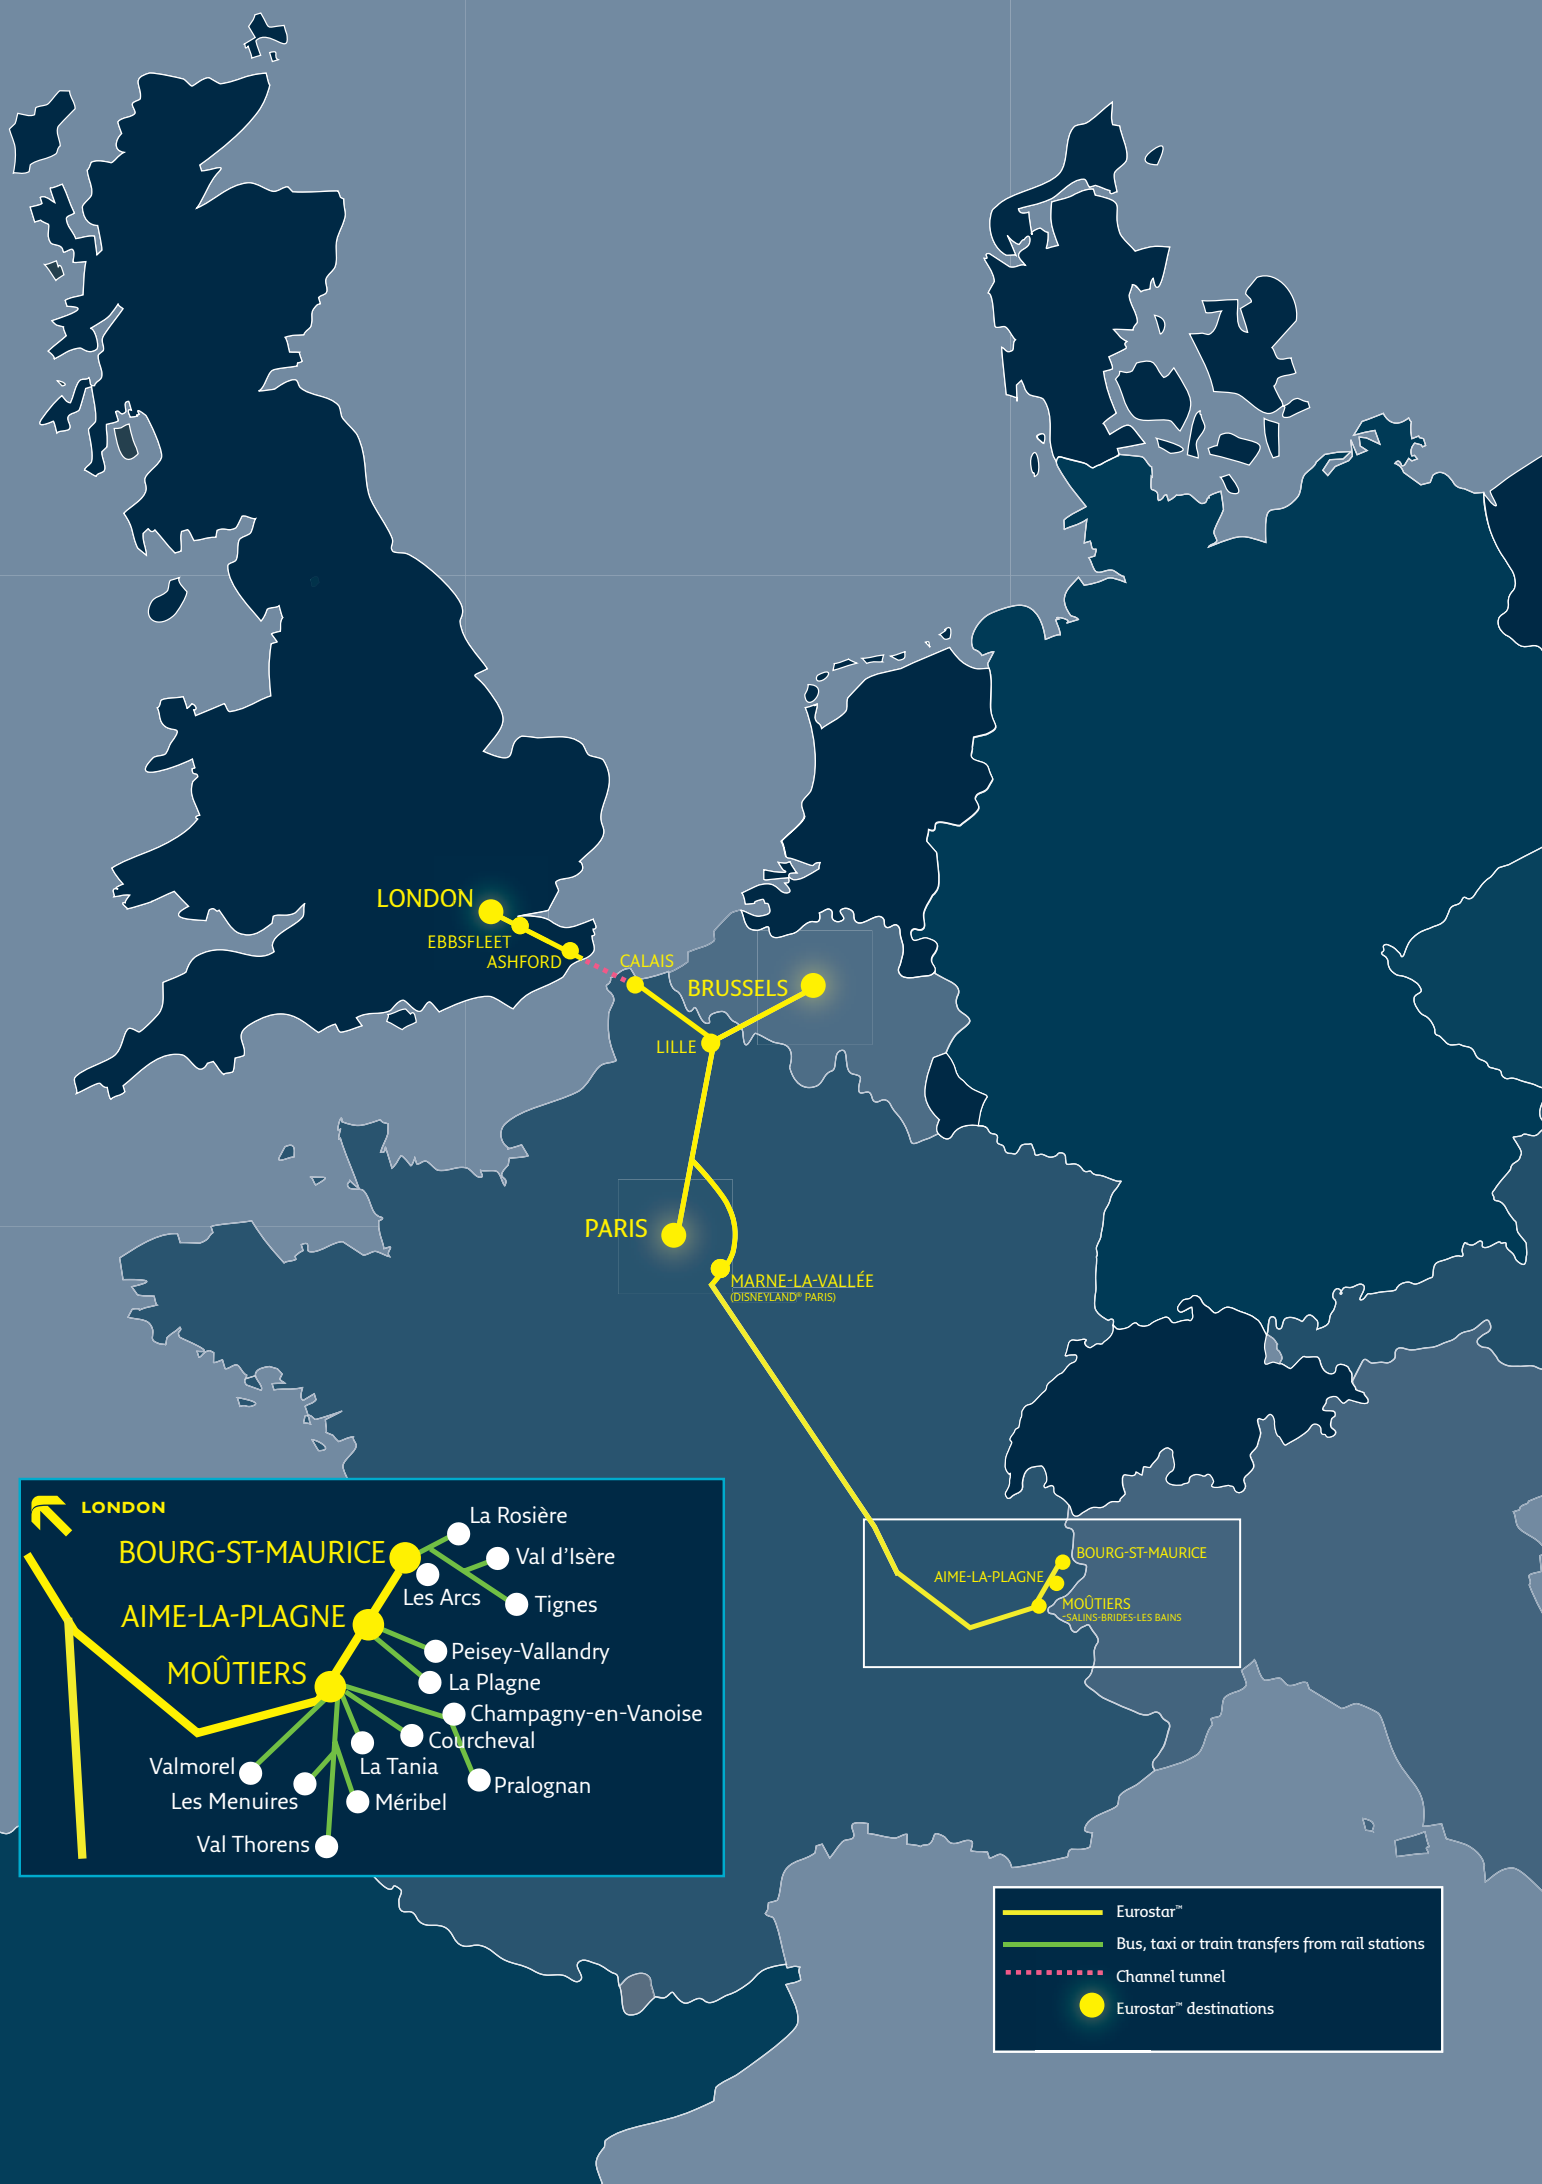 LONDON
EBBSFLEET
ASHFORD
CALAIS
BRUSSELS
LILLE
PARIS
MARNE-LA-VALLÉE
(DISNEYLAND® PARIS)
BOURG-ST-MAURICE
AIME-LA-PLAGNE
MOÛTIERS
-SALINS-BRIDES-LES BAINS
LONDON
La Rosière
BOURG-ST-MAURICE
Val d’Isère
Les Arcs
Tignes
AIME-LA-PLAGNE
Peisey-Vallandry
MOÛTIERS
La Plagne
Champagny-en-Vanoise
Courcheval
Valmorel
La Tania
Pralognan
Les Menuires
Méribel
Val Thorens
Eurostar™
Bus, taxi or train transfers from rail stations
Channel tunnel
Eurostar™ destinations